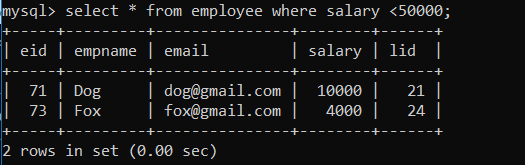 mysql> select * from employee where salary <50000;
+-----+---------+---------------+--------+------+
| eid | empname | email         | salary | lid  |
+-----+---------+---------------+--------+------+
|  71 | Dog     | dog@gmail.com |  10000 |   21 |
|  73 | Fox     | fox@gmail.com |   4000 |   24 |
+-----+---------+---------------+--------+------+
2 rows in set (0.00 sec)